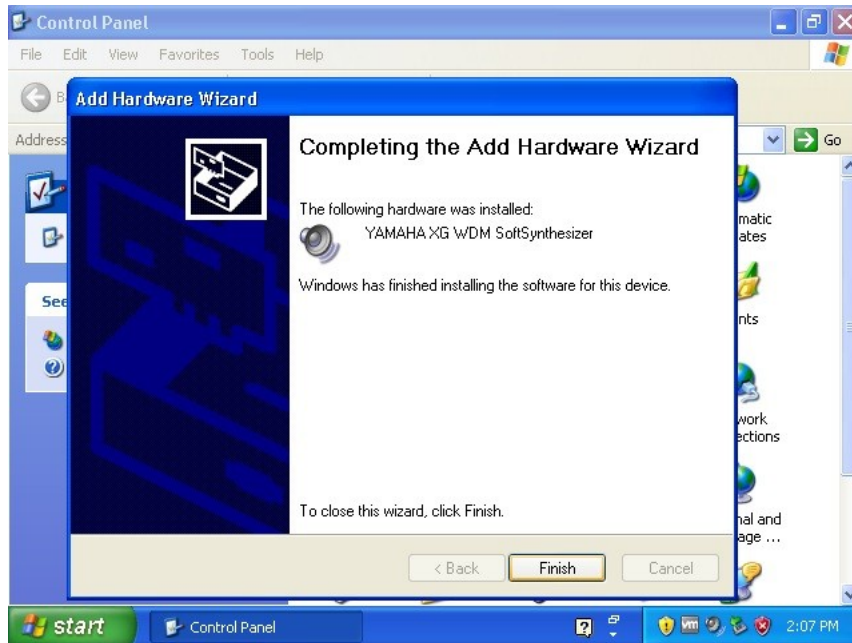 Control Panel
File Edit View Favorites Tools Help
Add Hardware Wizard
Address
Go
Completing the Add Hardware Wizard
The following hardware was installed:
YAMAHA XG WDM SoftSynthesizer
Windows has finished installing the software for this device.
To close this wizard, click Finish.
< Back Finish Cancel
start Control Panel 2:07 PM